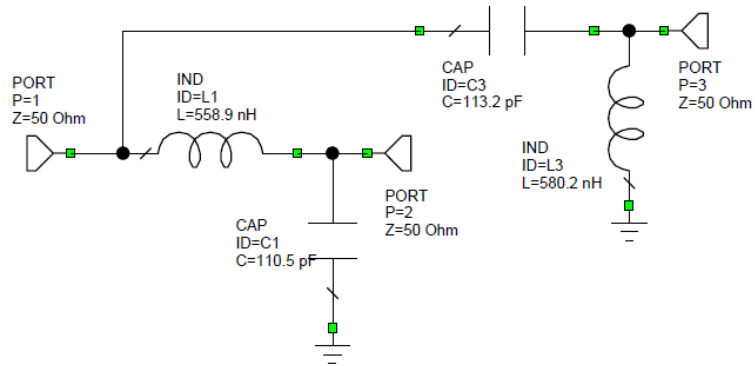 PORT
P=1
Z=50 Ohm
IND
ID=L1
L=558.9 nH
CAP
ID=C3
C=113.2 pF
PORT
P=3
Z=50 Ohm
IND
ID=L3
L=580.2 nH
PORT
P=2
Z=50 Ohm
CAP
ID=C1
C=110.5 pF